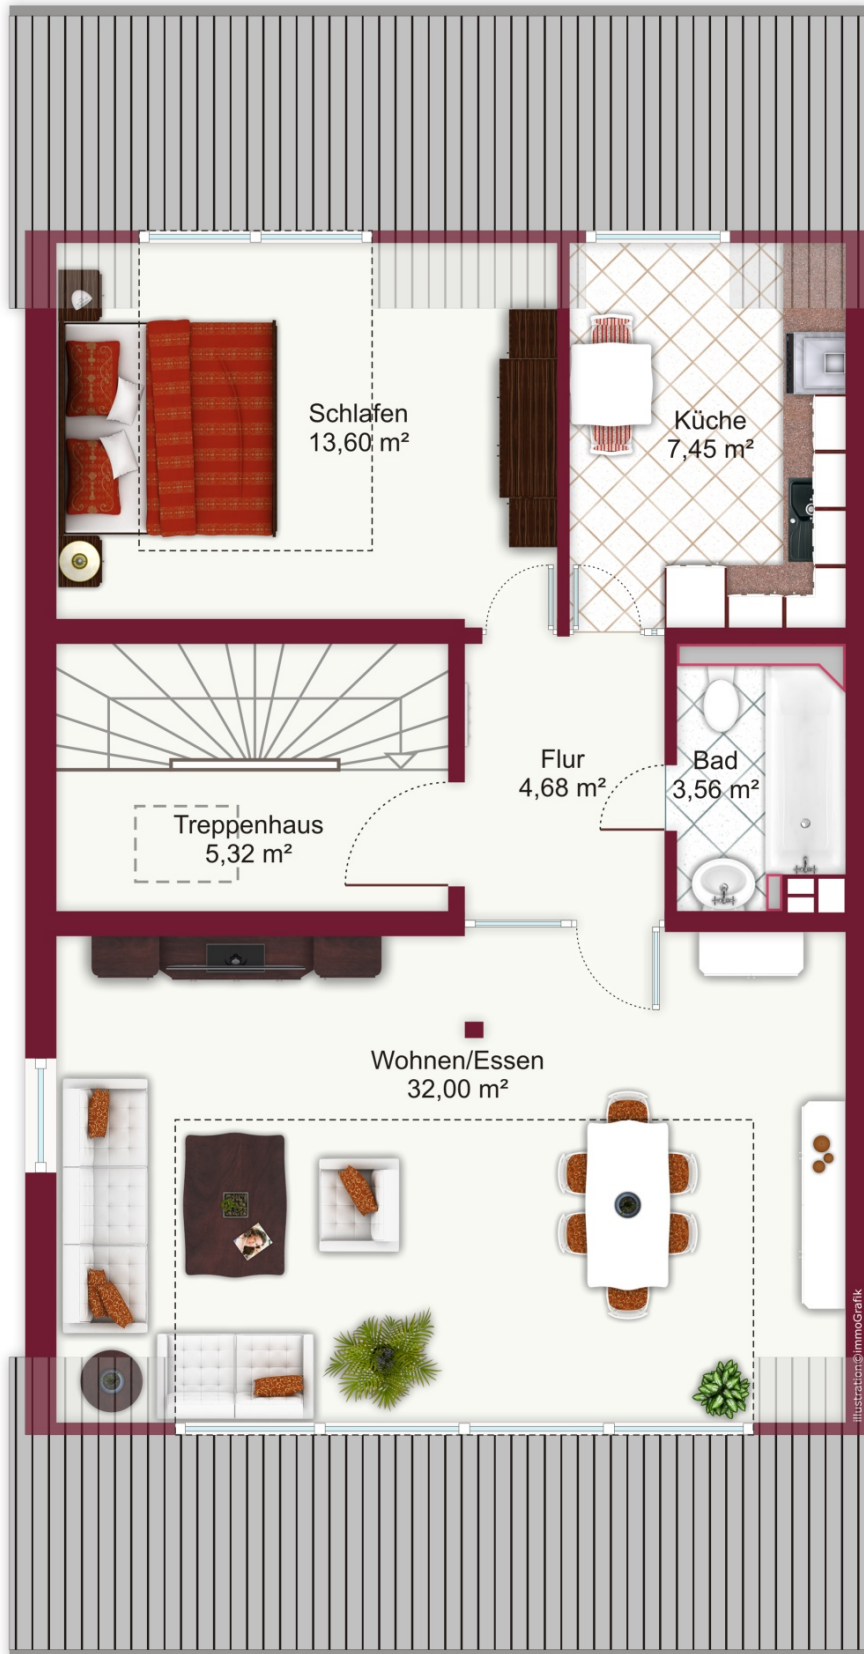 Schlafen
13,60 m²
Küche
7,45 m²
Flur
4,68 m²
Bad
3,56 m²
Treppenhaus
5,32 m²
Wohnen/Essen
32,00 m²
illustration©immoGrafik